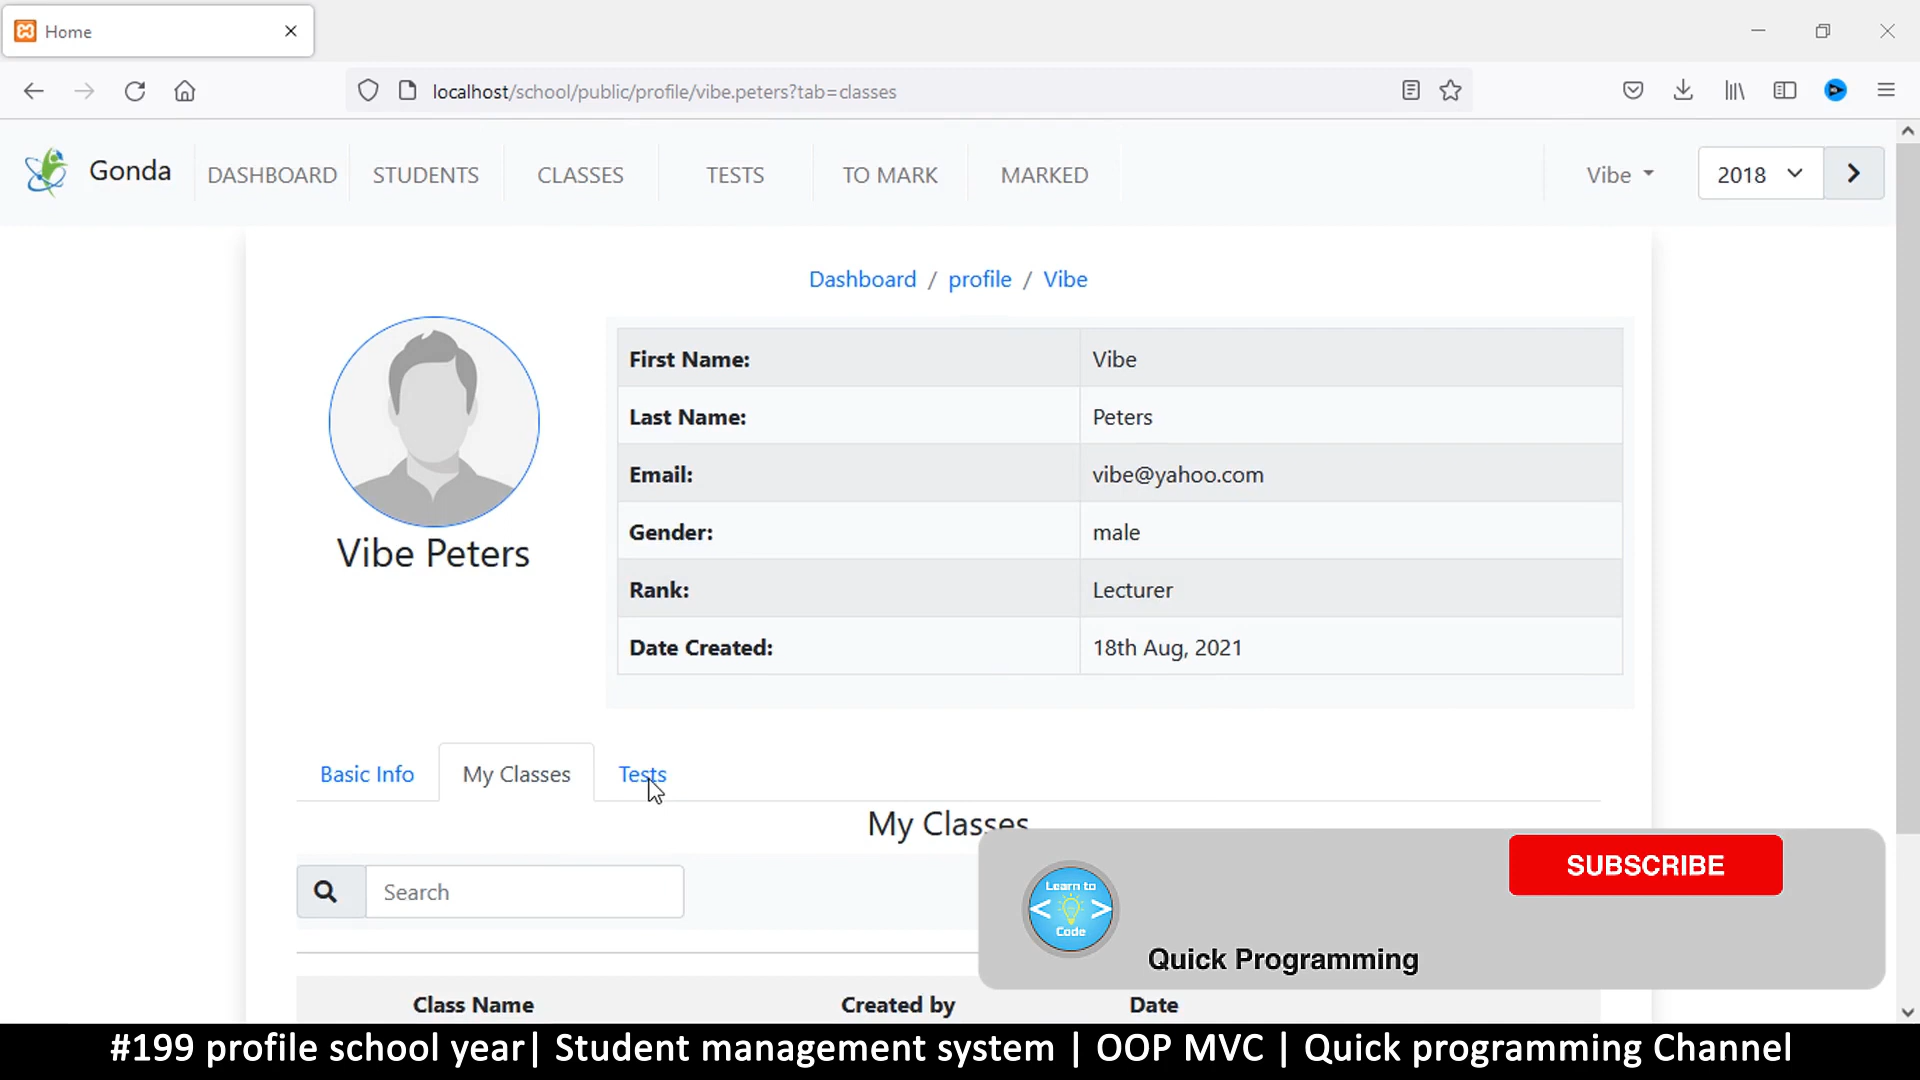 Home
localhost/school/public/profile/vibe.peters?tab=classes
Gonda
DASHBOARD
STUDENTS
CLASSES
TESTS
TO MARK
MARKED
Vibe
2018
Dashboard / profile / Vibe
Vibe Peters
First Name: Vibe
Last Name: Peters
Email: vibe@yahoo.com
Gender: male
Rank: Lecturer
Date Created: 18th Aug, 2021
Basic Info
My Classes
Tests
My Classes
Search
SUBSCRIBE
Learn to
< >
Code
Quick Programming
Class Name
Created by
Date
#199 profile school year| Student management system | OOP MVC | Quick programming Channel